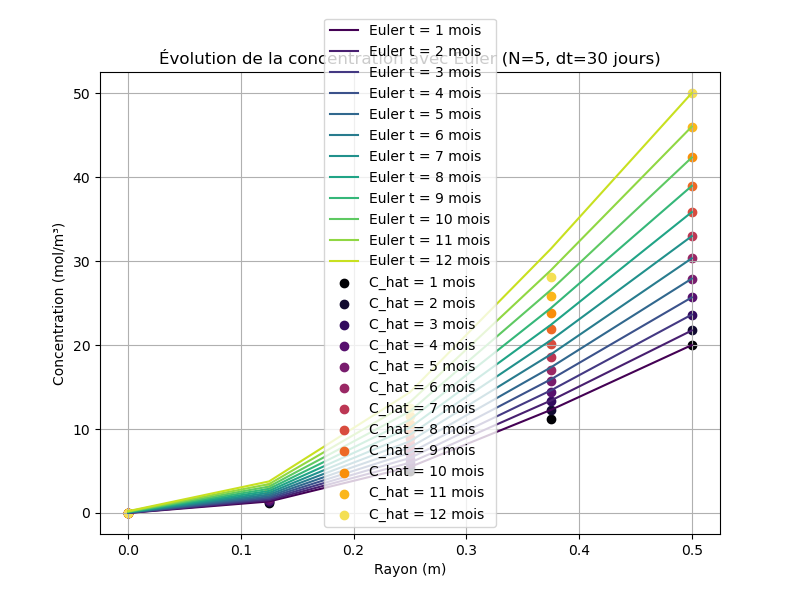 Évolution de la concentration avec Euler (N=5, dt=30 jours)
Euler t = 1 mois
Euler t = 2 mois
Euler t = 3 mois
Euler t = 4 mois
Euler t = 5 mois
Euler t = 6 mois
Euler t = 7 mois
Euler t = 8 mois
Euler t = 9 mois
Euler t = 10 mois
Euler t = 11 mois
Euler t = 12 mois
C_hat = 1 mois
C_hat = 2 mois
C_hat = 3 mois
C_hat = 4 mois
C_hat = 5 mois
C_hat = 6 mois
C_hat = 7 mois
C_hat = 8 mois
C_hat = 9 mois
C_hat = 10 mois
C_hat = 11 mois
C_hat = 12 mois
Concentration (mol/m³)
50
40
30
20
10
0
0.0 0.1 0.2 0.3 0.4 0.5
Rayon (m)